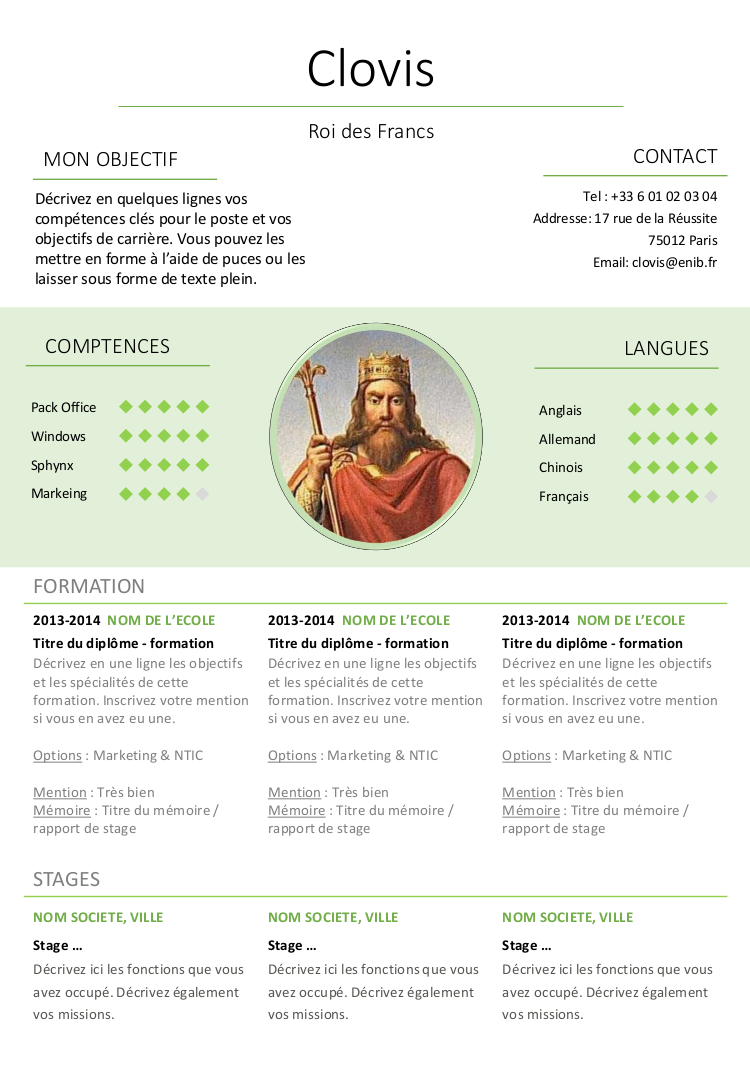 Clovis
Roi des Francs
MON OBJECTIF
Décrivez en quelques lignes vos
compétences clés pour le poste et vos
objectifs de carrière. Vous pouvez les
mettre en forme à l’aide de puces ou les
laisser sous forme de texte plein.
CONTACT
Tel : +33 6 01 02 03 04
Addresse: 17 rue de la Réussite
75012 Paris
Email: clovis@enib.fr
COMPTENCES
Pack Office
Windows
Sphynx
Markeing
LANGUES
Anglais
Allemand
Chinois
Français
FORMATION
2013-2014 NOM DE L’ECOLE
Titre du diplôme - formation
Décrivez en une ligne les objectifs
et les spécialités de cette
formation. Inscrivez votre mention
si vous en avez eu une.
Options : Marketing & NTIC
Mention : Très bien
Mémoire : Titre du mémoire /
rapport de stage
2013-2014 NOM DE L’ECOLE
Titre du diplôme - formation
Décrivez en une ligne les objectifs
et les spécialités de cette
formation. Inscrivez votre mention
si vous en avez eu une.
Options : Marketing & NTIC
Mention : Très bien
Mémoire : Titre du mémoire /
rapport de stage
2013-2014 NOM DE L’ECOLE
Titre du diplôme - formation
Décrivez en une ligne les objectifs
et les spécialités de cette
formation. Inscrivez votre mention
si vous en avez eu une.
Options : Marketing & NTIC
Mention : Très bien
Mémoire : Titre du mémoire /
rapport de stage
STAGES
NOM SOCIETE, VILLE
Stage ...
Décrivez ici les fonctions que vous
avez occupé. Décrivez également
vos missions.
NOM SOCIETE, VILLE
Stage ...
Décrivez ici les fonctions que vous
avez occupé. Décrivez également
vos missions.
NOM SOCIETE, VILLE
Stage ...
Décrivez ici les fonctions que vous
avez occupé. Décrivez également
vos missions.